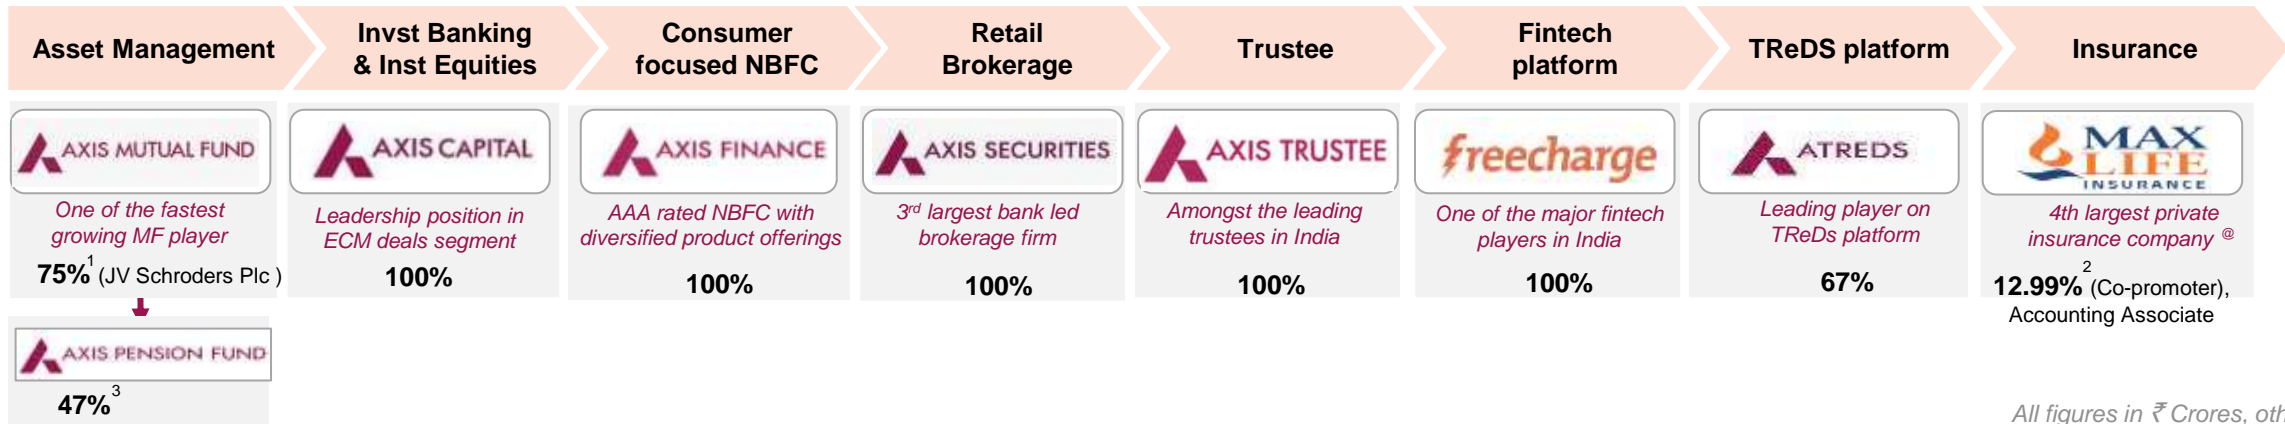 Asset Management
Invst Banking
& Inst Equities
Consumer
focused NBFC
Retail
Brokerage
Trustee
Fintech
platform
TReDS platform
Insurance
AXIS MUTUAL FUND
One of the fastest
growing MF player
75%1 (JV Schroders Plc )
AXIS PENSION FUND
47%3
AXIS CAPITAL
Leadership position in
ECM deals segment
100%
AXIS FINANCE
AAA rated NBFC with
diversified product offerings
100%
AXIS SECURITIES
3rd largest bank led
brokerage firm
100%
AXIS TRUSTEE
Amongst the leading
trustees in India
100%
freecharge
One of the major fintech
players in India
100%
ATREDS
Leading player on
TReDs platform
67%
MAX
LIFE
INSURANCE
4th largest private
insurance company @
12.99%2 (Co-promoter),
Accounting Associate
All figures in ₹ Crores, oth